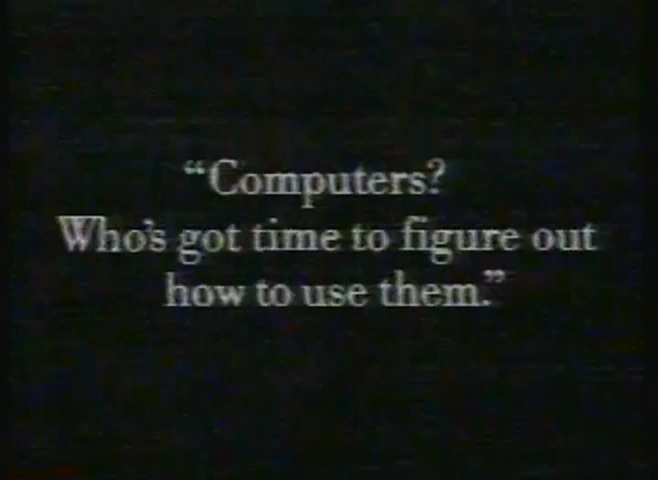 “Computers?
Who's got time to figure out
how to use them.”